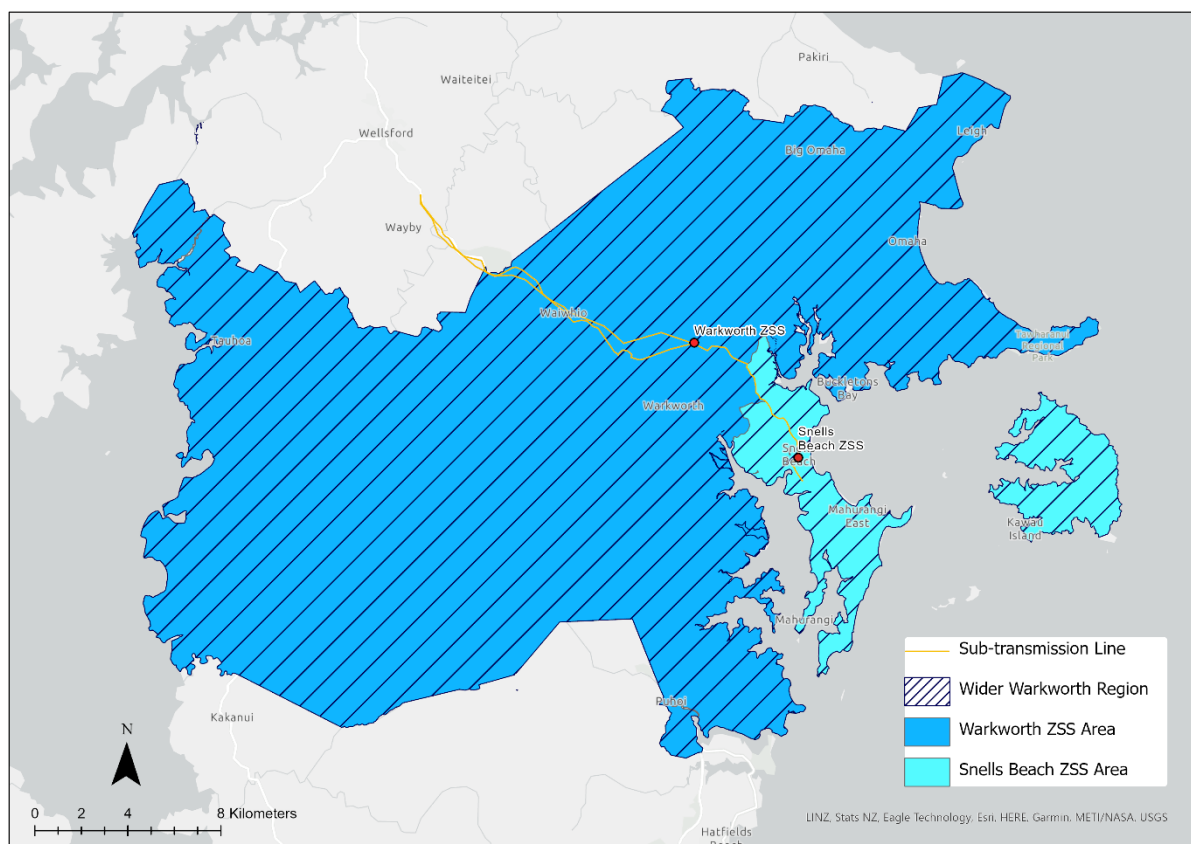 Pakiri
Waiteitei
Wellsford
Leigh
Big Omaha
Wayby
Omaha
Waiwhio
Warkworth ZSS
Tauhoa
Tawharanui
Regional
Park
Brickletons
Bay
Warkworth
Snells
Beach ZSS
Snells
Beach
Mahurangi
East
Kawau
Island
Mahurangi
Puhoi
Kakanui
Hatfields
Beach
Sub-transmission Line
Wider Warkworth Region
Warkworth ZSS Area
Snells Beach ZSS Area
N
0 2 4 8 Kilometers
LINZ, Stats NZ, Eagle Technology, Esri, HERE, Garmin, METI/NASA, USGS